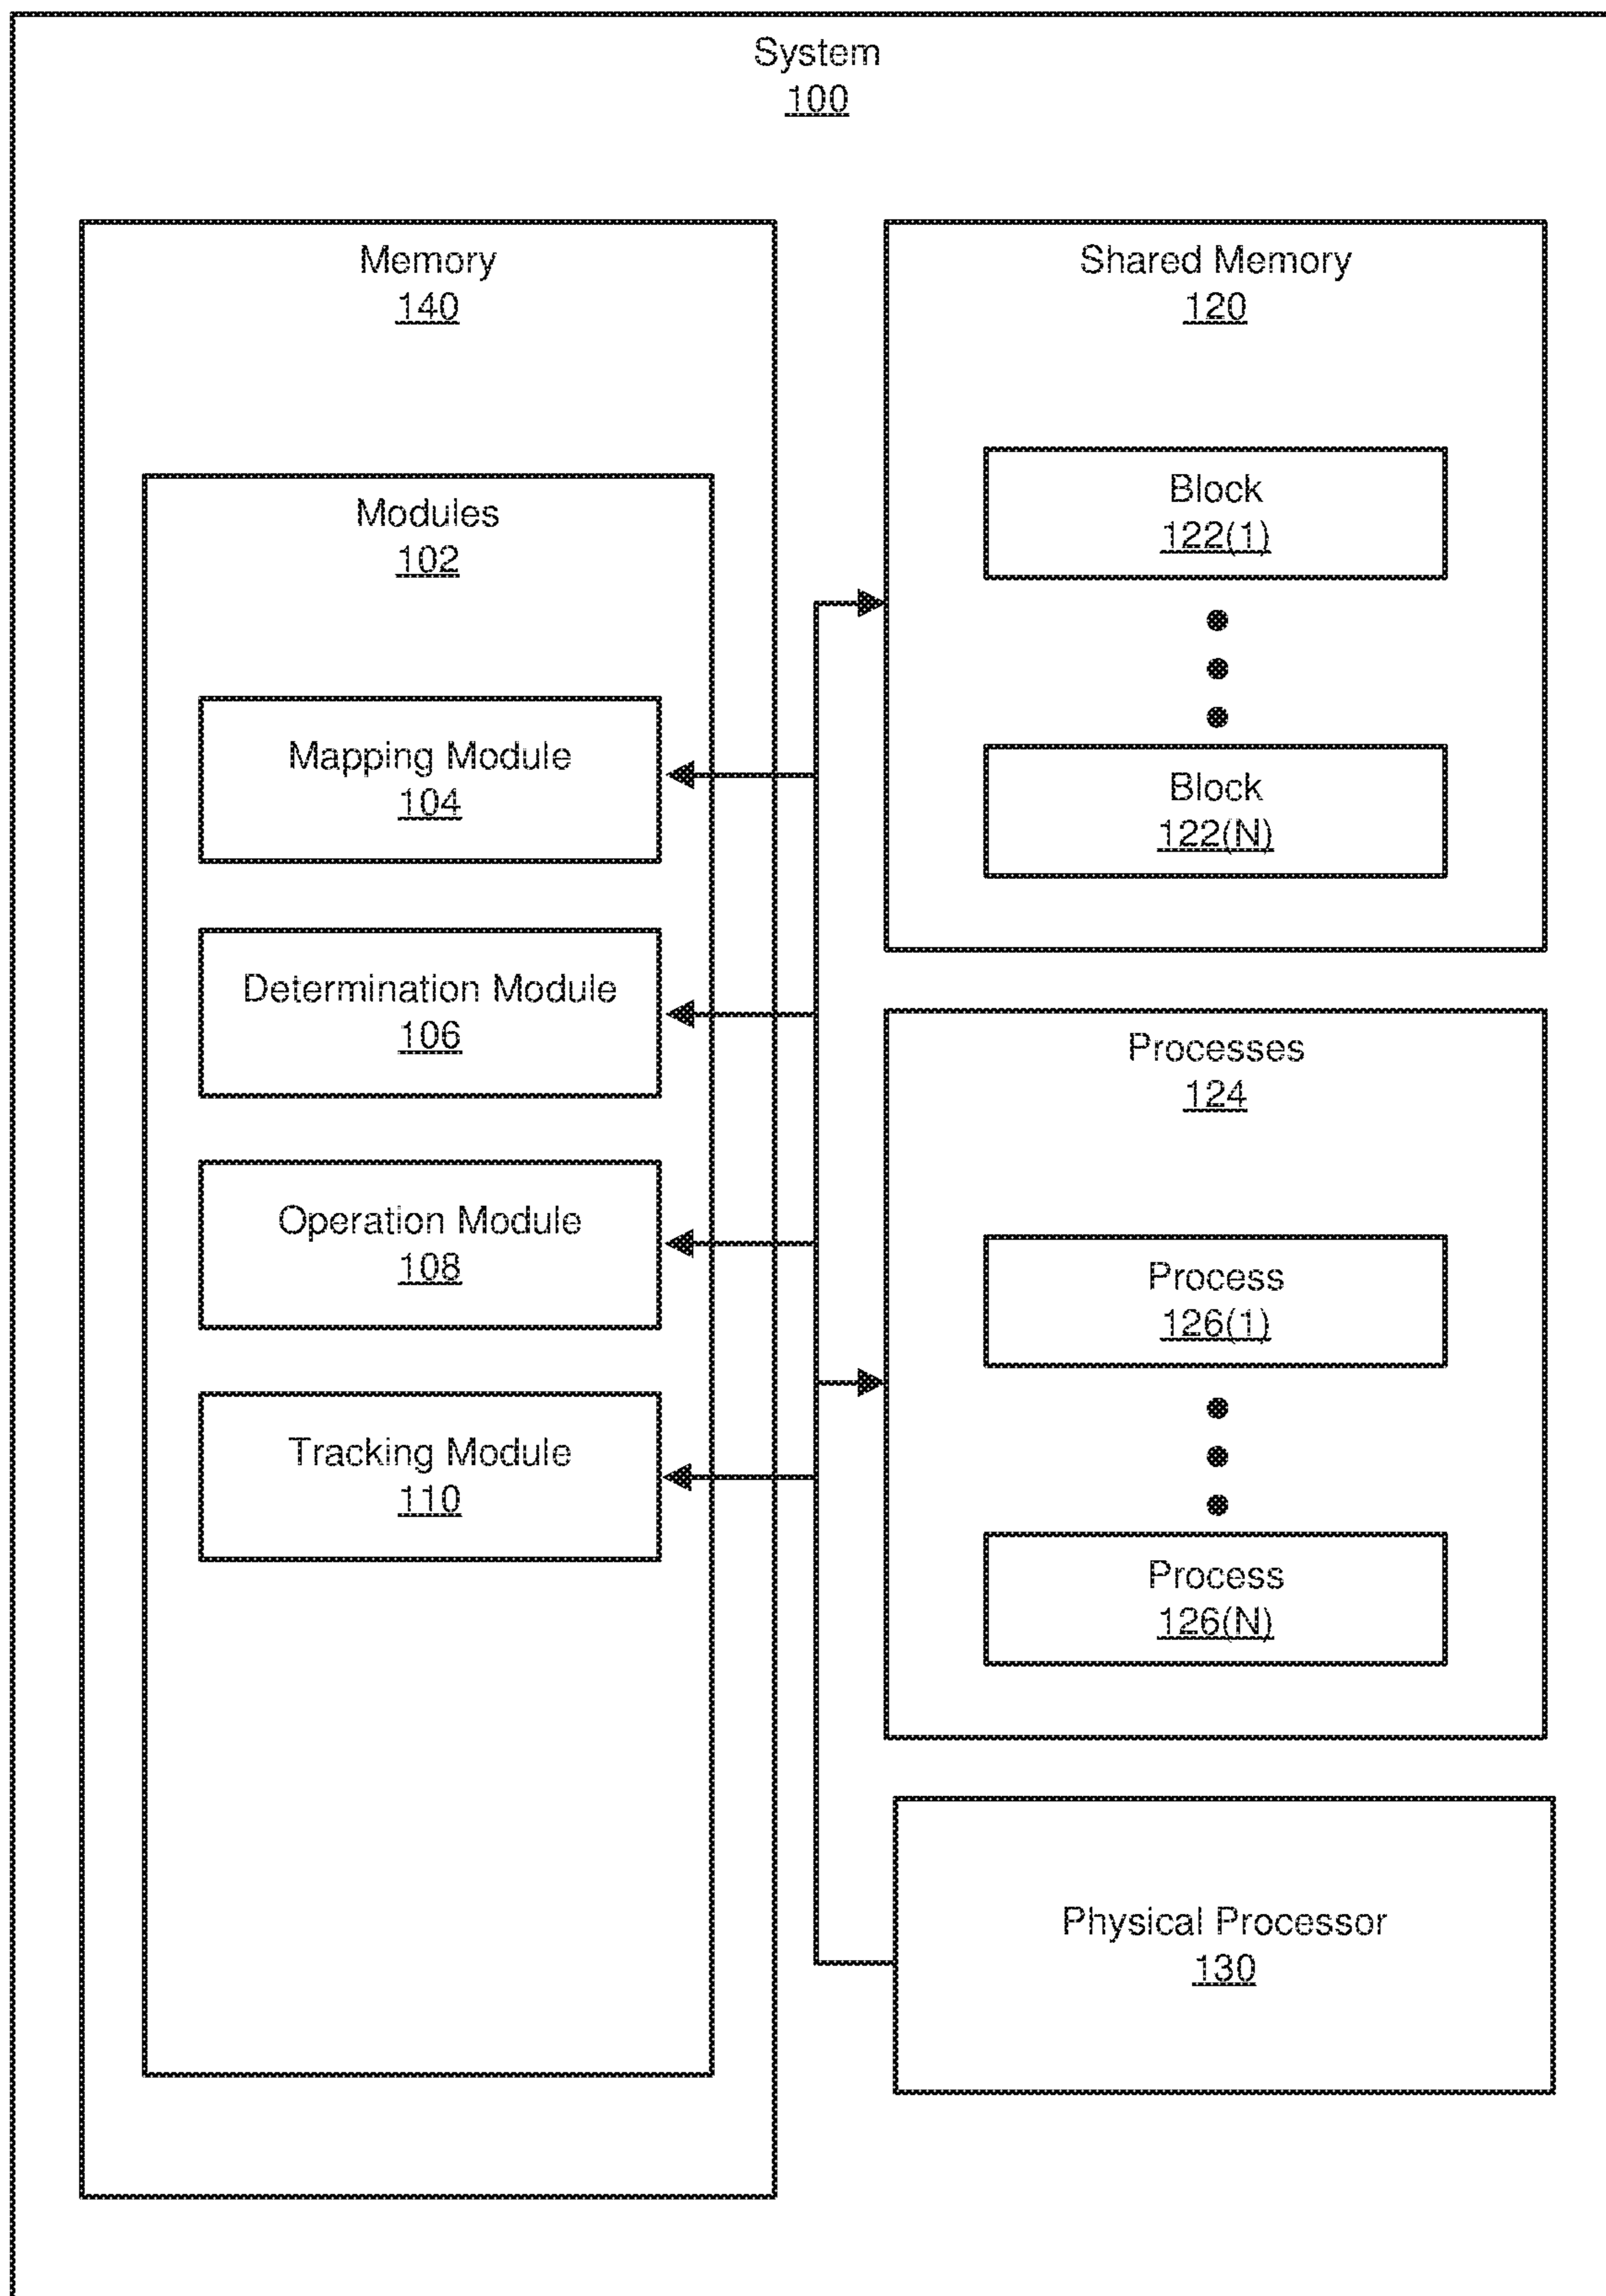 System
100
Memory
140
Modules
102
Mapping Module
104
Determination Module
106
Operation Module
108
Tracking Module
110
Shared Memory
120
Block
122(1)
Block
122(N)
Processes
124
Process
126(1)
Process
126(N)
Physical Processor
130